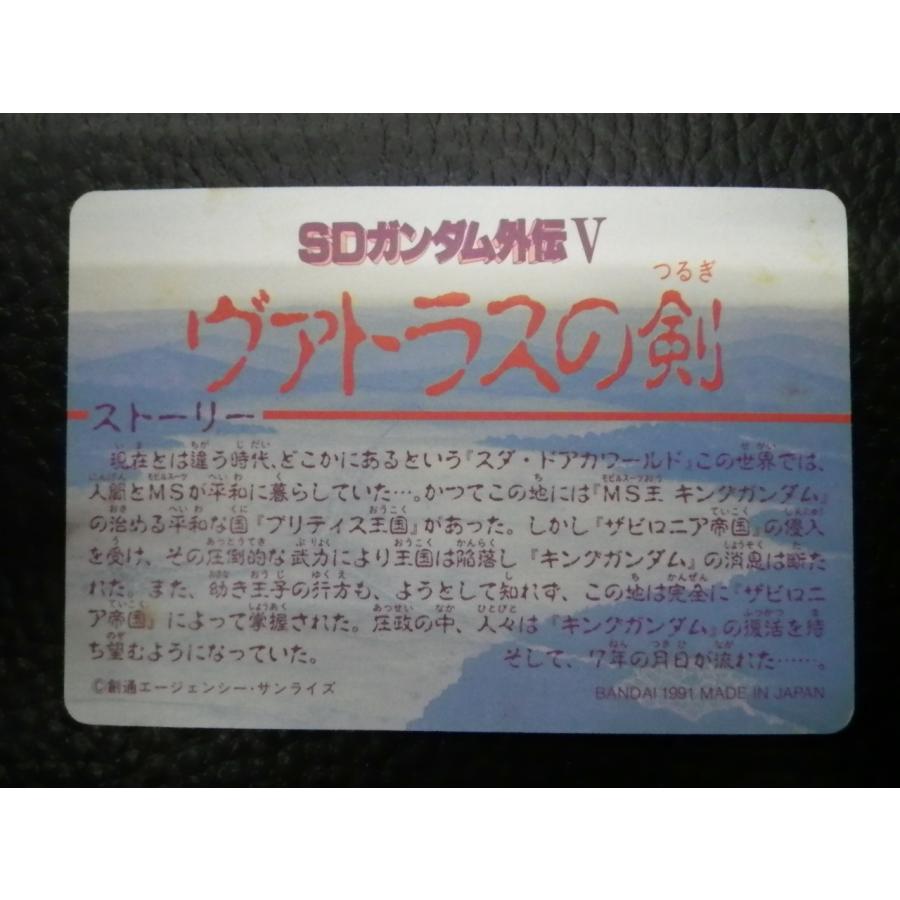 SDガンダム外伝 V
つるぎ
ヴァトラスの剣
ストーリー
現在とは違う時代、どこかにあるという『スダ・ドアカワールド』この世界では、
人間とMSが平和に暮らしていた…。かつてこの地には『MS王 キングガンダム』
の治める平和な国『ブリティス王国』があった。しかし『ザビロニア帝国』の侵入
を受け、その圧倒的な武力により王国は陥落し『キングガンダム』の消息は断た
れた。また、幼き王子の行方も、ようとして知れず、この地は完全に『ザビロニ
ア帝国』によって掌握された。圧政の中、人々は『キングガンダム』の復活を待
ち望むようになっていた。 そして、7年の月日が流れた……。
©創通エージェンシー・サンライズ BANDAI 1991 MADE IN JAPAN